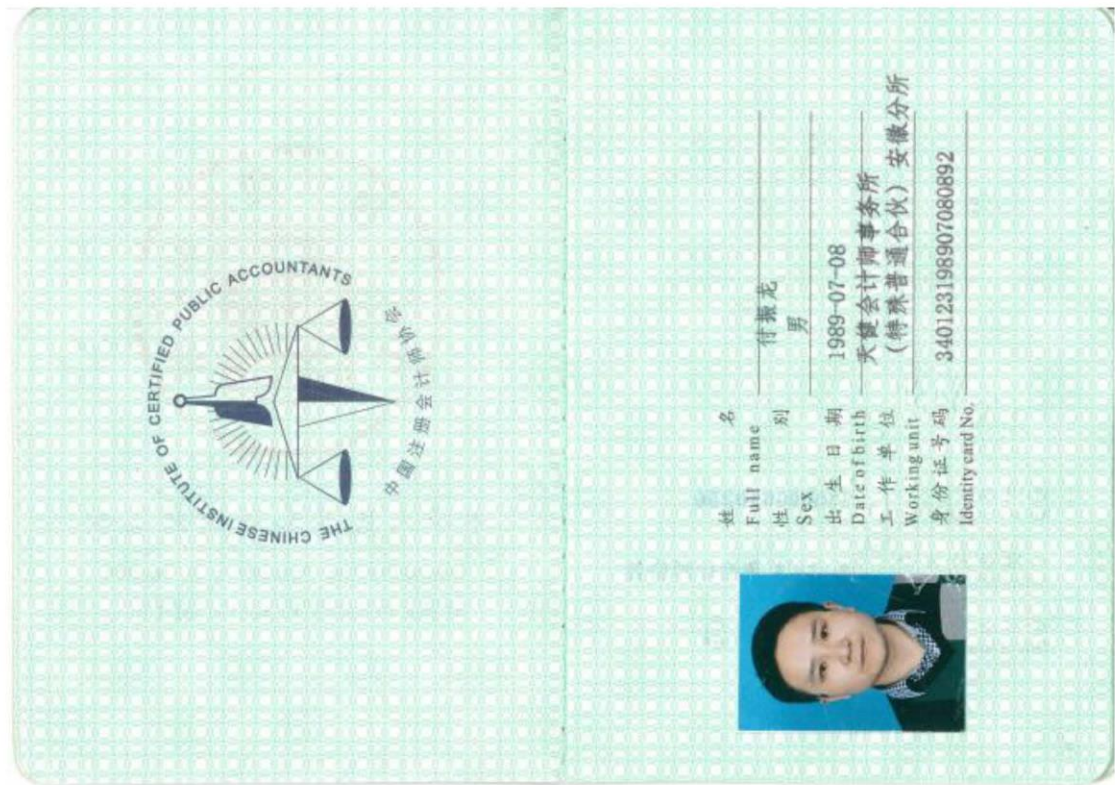 THE CHINESE INSTITUTE OF CERTIFIED PUBLIC ACCOUNTANTS
中国注册会计师协会
姓 名 付振龙
Full name
性 别 男
Sex
出 生 日 期 1989-07-08
Date of birth
工 作 单 位 天健会计师事务所
Working unit (特殊普通合伙) 安徽分所
身份证号码 340123198907080892
Identity card No.